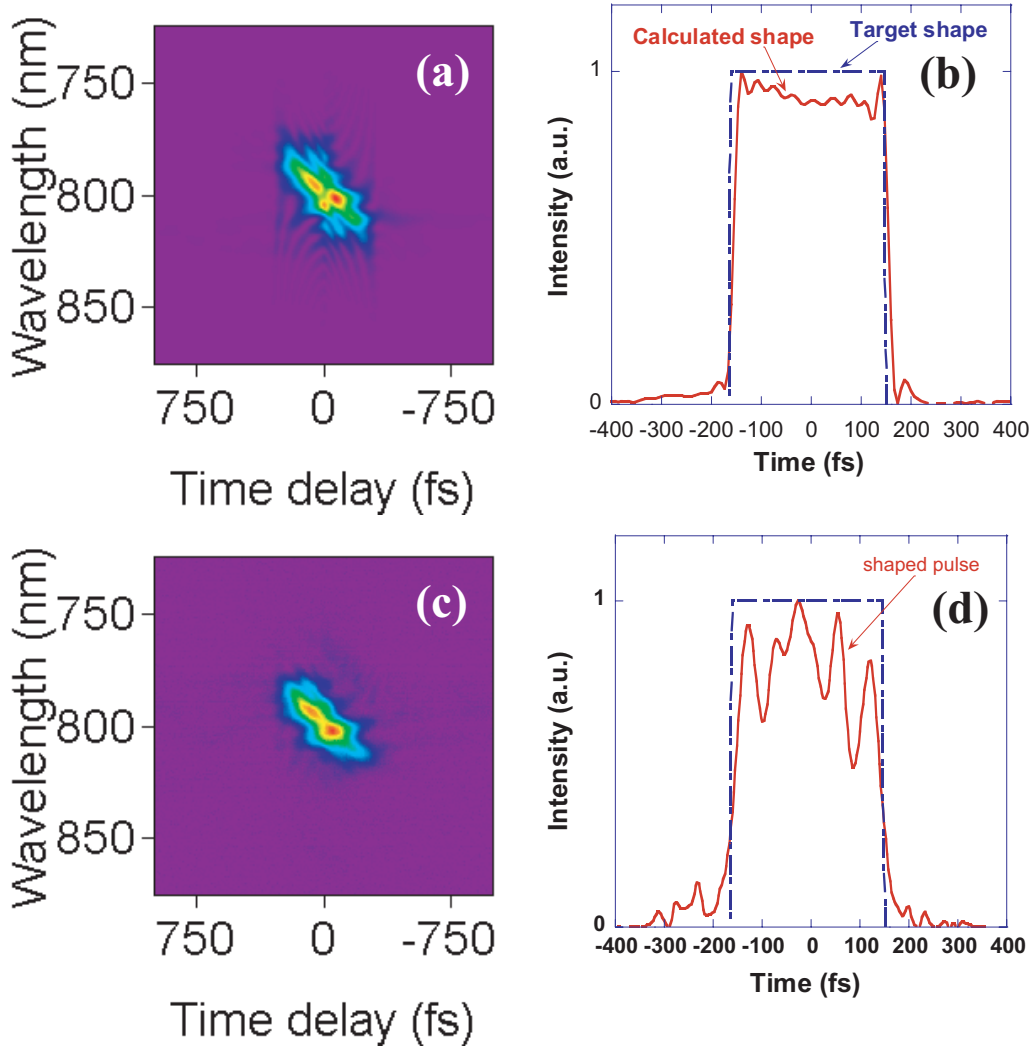 (a)
Wavelength (nm)
750
800
850
750 0 -750
Time delay (fs)
(b)
Calculated shape
Target shape
Intensity (a.u.)
1
0
-400 -300 -200 -100 0 100 200 300 400
Time (fs)
(c)
Wavelength (nm)
750
800
850
750 0 -750
Time delay (fs)
(d)
shaped pulse
Intensity (a.u.)
1
0
-400 -300 -200 -100 0 100 200 300 400
Time (fs)